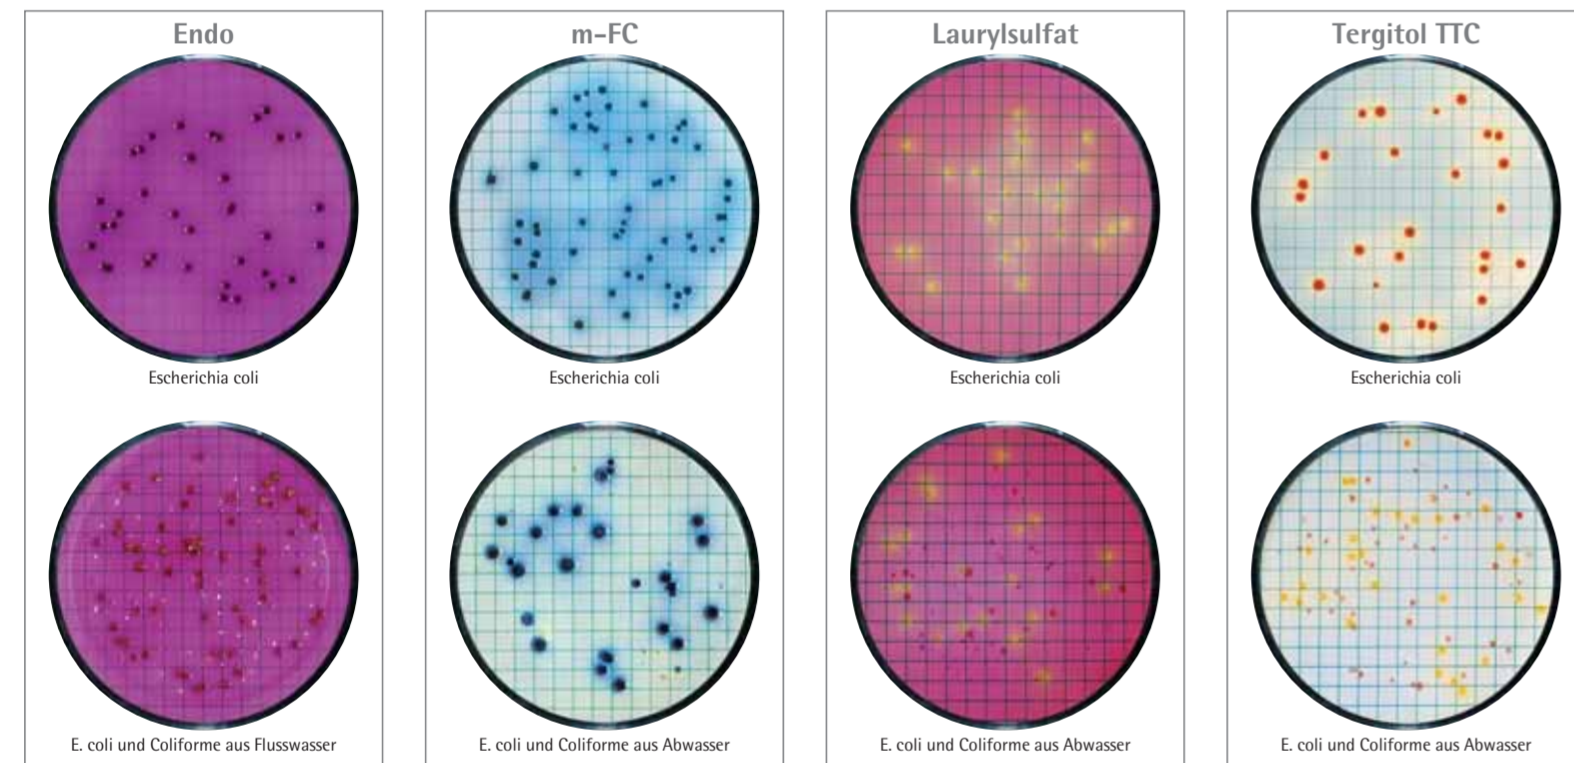 Endo
m-FC
Laurylsulfat
Tergitol TTC
Escherichia coli
Escherichia coli
Escherichia coli
Escherichia coli
E. coli und Coliforme aus Flusswasser
E. coli und Coliforme aus Abwasser
E. coli und Coliforme aus Abwasser
E. coli und Coliforme aus Abwasser